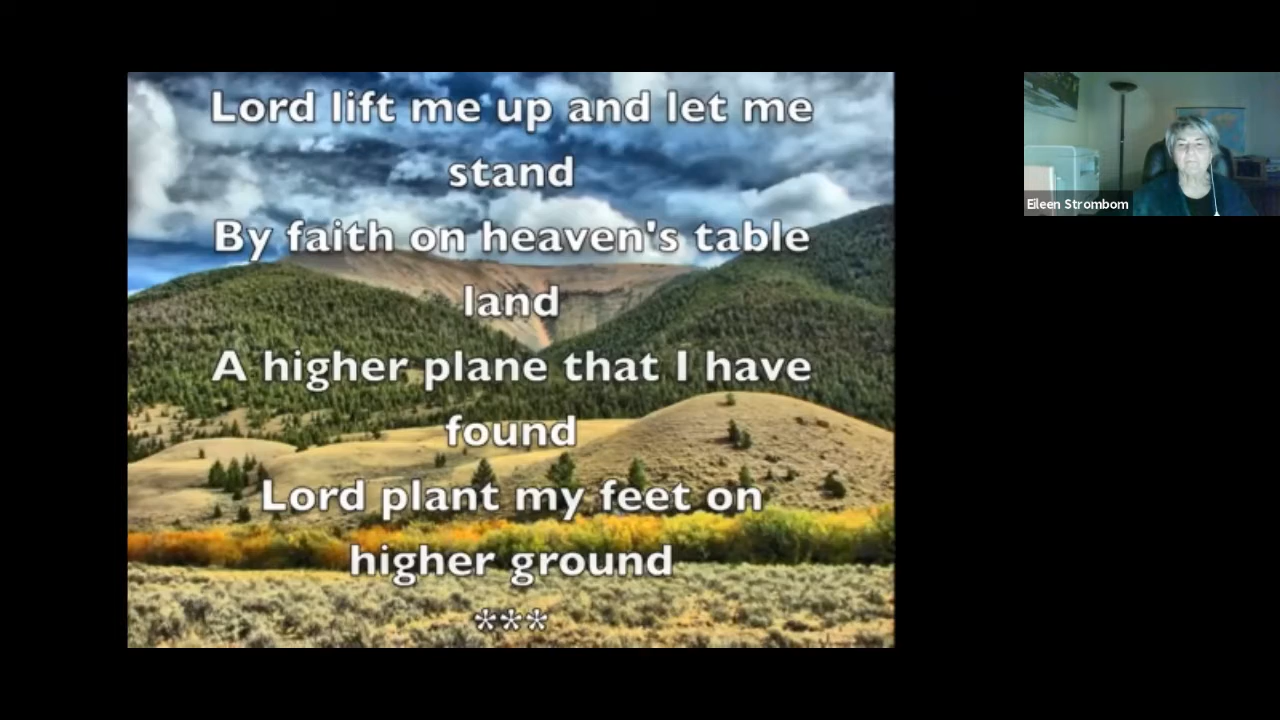 Lord lift me up and let me
stand
By faith on heaven's table
land
A higher plane that I have
found
Lord plant my feet on
higher ground
***
Eileen Strombom